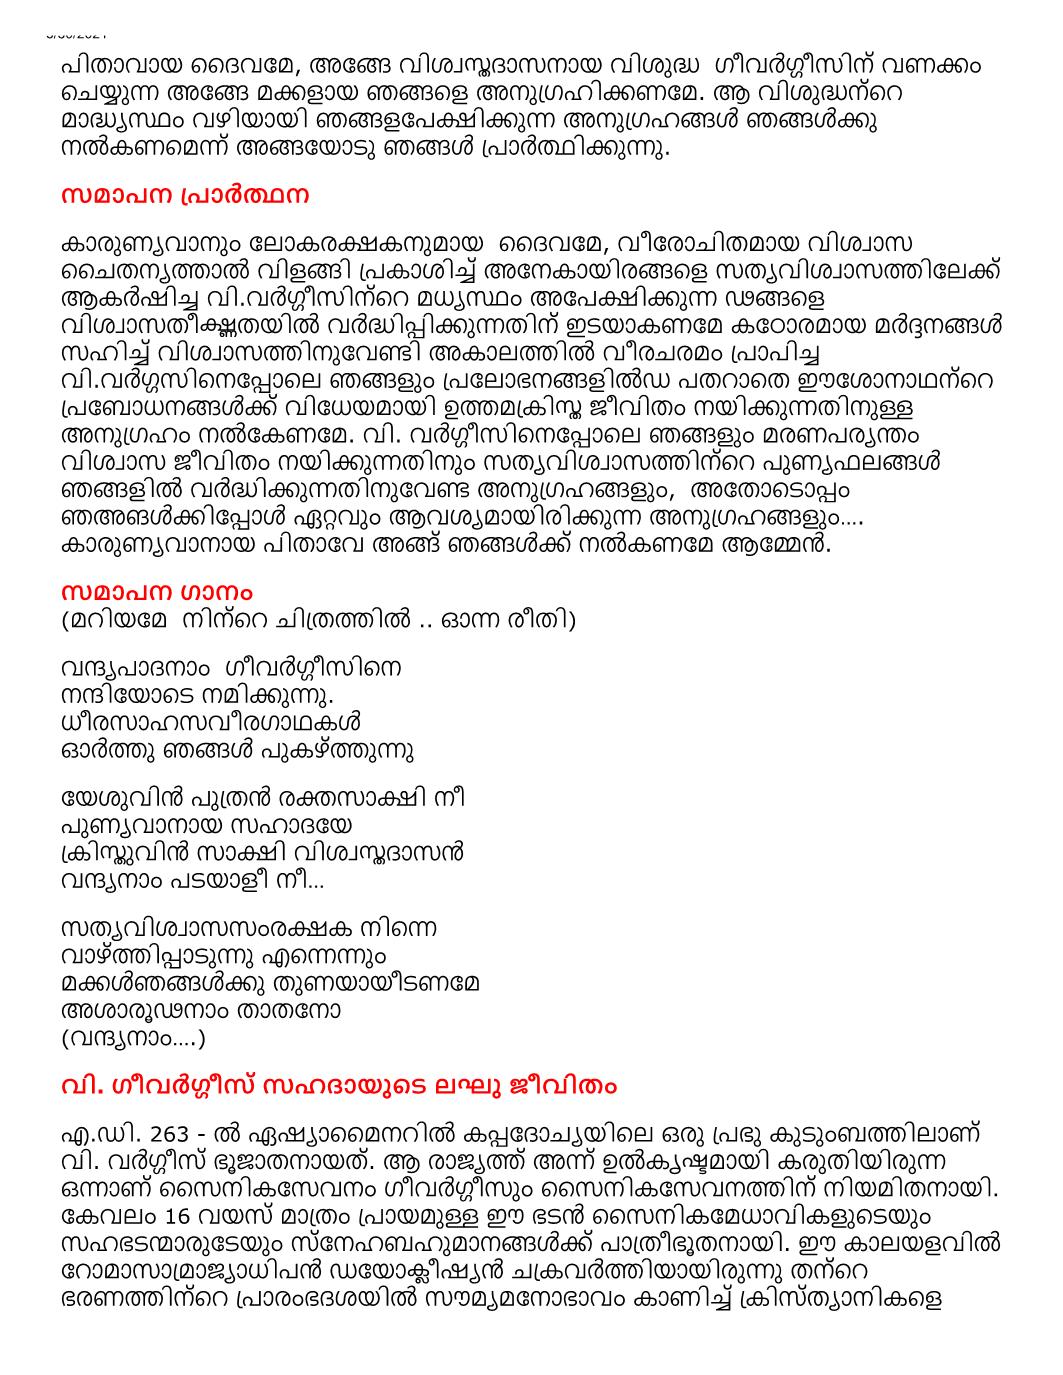 പിതാവായ ദൈവമേ, അങ്ങേ വിശ്വസ്തദാസനായ വിശുദ്ധ  ഗീവർഗ്ഗീസിന് വണക്കം
ചെയ്യുന്ന അങ്ങേ മക്കളായ ഞങ്ങളെ അനുഗ്രഹിക്കണമേ. ആ വിശുദ്ധന്റെ
മാദ്ധ്യസ്ഥം വഴിയായി ഞങ്ങളപേക്ഷിക്കുന്ന അനുഗ്രഹങ്ങൾ ഞങ്ങൾക്കു
നൽകണമെന്ന് അങ്ങയോടു ഞങ്ങൾ പ്രാർത്ഥിക്കുന്നു.
സമാപന പ്രാർത്ഥന
കാരുണ്യവാനും ലോകരക്ഷകനുമായ  ദൈവമേ, വീരോചിതമായ വിശ്വാസ
ചൈതന്യത്താൽ വിളങ്ങി പ്രകാശിച്ച് അനേകായിരങ്ങളെ സത്യവിശ്വാസത്തിലേക്ക്
ആകർഷിച്ച വി.വർഗ്ഗീസിന്റെ മധ്യസ്ഥം അപേക്ഷിക്കുന്ന ഢങ്ങളെ
വിശ്വാസതീക്ഷ്ണതയിൽ വർദ്ധിപ്പിക്കുന്നതിന് ഇടയാകണമേ കഠോരമായ മർദ്ദനങ്ങൾ
സഹിച്ച് വിശ്വാസത്തിനുവേണ്ടി അകാലത്തിൽ വീരചരമം പ്രാപിച്ച
വി.വർഗ്ഗസിനെപ്പോലെ ഞങ്ങളും പ്രലോഭനങ്ങളിൽഡ പതറാതെ ഈശോനാഥന്റെ
പ്രബോധനങ്ങൾക്ക് വിധേയമായി ഉത്തമക്രിസ്ത ജീവിതം നയിക്കുന്നതിനുള്ള
അനുഗ്രഹം നൽകേണമേ. വി. വർഗ്ഗീസിനെപ്പോലെ ഞങ്ങളും മരണപര്യന്തം
വിശ്വാസ ജീവിതം നയിക്കുന്നതിനും സത്യവിശ്വാസത്തിന്റെ പുണ്യഫലങ്ങൾ
ഞങ്ങളിൽ വർദ്ധിക്കുന്നതിനുവേണ്ട അനുഗ്രഹങ്ങളും,  അതോടൊപ്പം
ഞഅങൾക്കിപ്പോൾ ഏറ്റവും ആവശ്യമായിരിക്കുന്ന അനുഗ്രഹങ്ങളും....
കാരുണ്യവാനായ പിതാവേ അങ്ങ് ഞങ്ങൾക്ക് നൽകണമേ ആമ്മേൻ.
സമാപന ഗാനം
(മറിയമേ  നിന്റെ ചിത്രത്തിൽ .. ഓന്ന രീതി)
വന്ദ്യപാദനാം  ഗീവർഗ്ഗീസിനെ
നന്ദിയോടെ നമിക്കുന്നു.
ധീരസാഹസവീരഗാഥകൾ
ഓർത്തു ഞങ്ങൾ പുകഴ്ത്തുന്നു
യേശുവിൻ പുത്രൻ രക്തസാക്ഷി നീ
പുണ്യവാനായ സഹാദയേ
ക്രിസ്തുവിൻ സാക്ഷി വിശ്വസ്തദാസൻ
വന്ദ്യനാം പടയാളീ നീ...
സത്യവിശ്വാസസംരക്ഷക നിന്നെ
വാഴ്ത്തിപ്പാടുന്നു എന്നെന്നും
മക്കൾഞങ്ങൾക്കു തുണയായീടണമേ
അശാരൂഢനാം താതനോ
(വന്ദ്യനാം....)
വി. ഗീവർഗ്ഗീസ് സഹദായുടെ ലഘു ജീവിതം
എ.ഡി. 263 - ൽ ഏഷ്യാമൈനറിൽ കപ്പദോച്യയിലെ ഒരു പ്രഭു കുടുംബത്തിലാണ്
വി. വർഗ്ഗീസ് ഭൂജാതനായത്. ആ രാജ്യത്ത് അന്ന് ഉൽകൃഷ്ടമായി കരുതിയിരുന്ന
ഒന്നാണ് സൈനികസേവനം ഗീവർഗ്ഗീസും സൈനികസേവനത്തിന് നിയമിതനായി.
കേവലം 16 വയസ് മാത്രം പ്രായമുള്ള ഈ ഭടൻ സൈനികമേധാവികളുടെയും
സഹഭടന്മാരുടേയും സ്നേഹബഹുമാനങ്ങൾക്ക് പാത്രീഭൂതനായി. ഈ കാലയളവിൽ
റോമാസാമ്രാജ്യാധിപൻ ഡയോക്ലീഷ്യൻ ചക്രവർത്തിയായിരുന്നു തന്റെ
ഭരണത്തിന്റെ പ്രാരംഭദശയിൽ സൗമ്യമനോഭാവം കാണിച്ച് ക്രിസ്ത്യാനികളെ